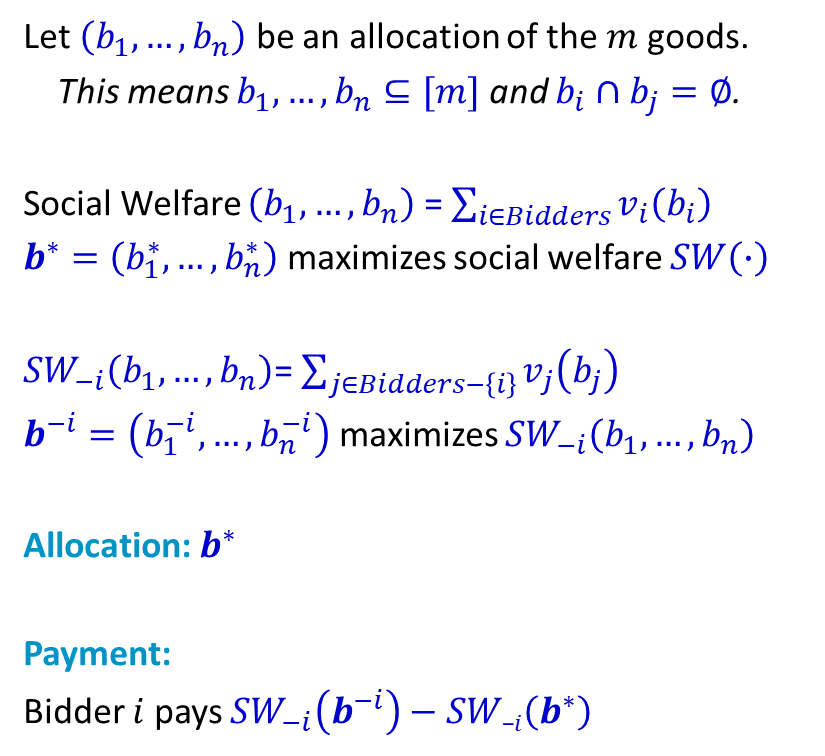 Let (b₁, …, bₙ) be an allocation of the m goods.
This means b₁, …, bₙ ⊆ [m] and bᵢ ∩ bⱼ = ∅.
Social Welfare (b₁, …, bₙ) = ∑_{i∈Bidders} vᵢ(bᵢ)
b* = (b₁*, …, bₙ*) maximizes social welfare SW(·)
SW₋ᵢ(b₁, …, bₙ)= ∑_{j∈Bidders−{i}} vⱼ(bⱼ)
b⁻ⁱ = (b₁⁻ⁱ, …, bₙ⁻ⁱ) maximizes SW₋ᵢ(b₁, …, bₙ)
Allocation: b*
Payment:
Bidder i pays SW₋ᵢ(b⁻ⁱ) − SW₋ᵢ(b*)